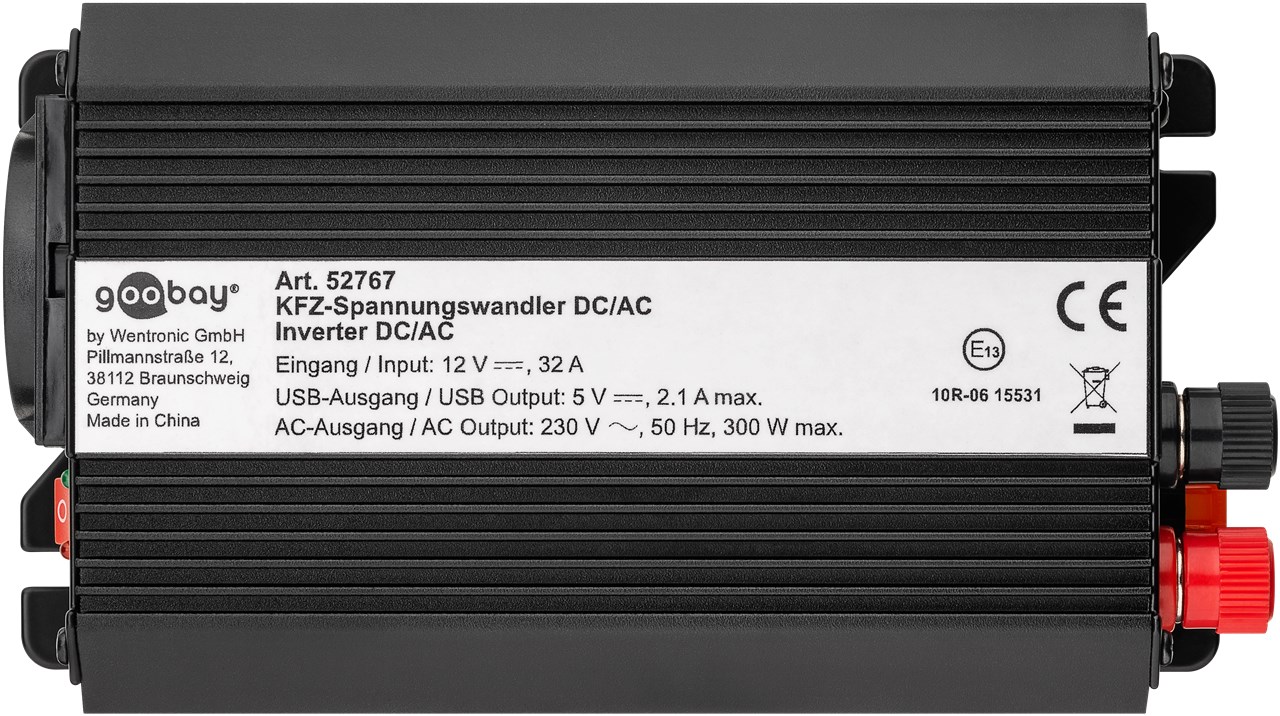 goobay®
by Wentronic GmbH
Pillmannstraße 12,
38112 Braunschweig
Germany
Made in China
Art. 52767
KFZ-Spannungswandler DC/AC
Inverter DC/AC
Eingang / Input: 12 V ⎓, 32 A
USB-Ausgang / USB Output: 5 V ⎓, 2.1 A max.
AC-Ausgang / AC Output: 230 V ~, 50 Hz, 300 W max.
CE
E13
10R-06 15531